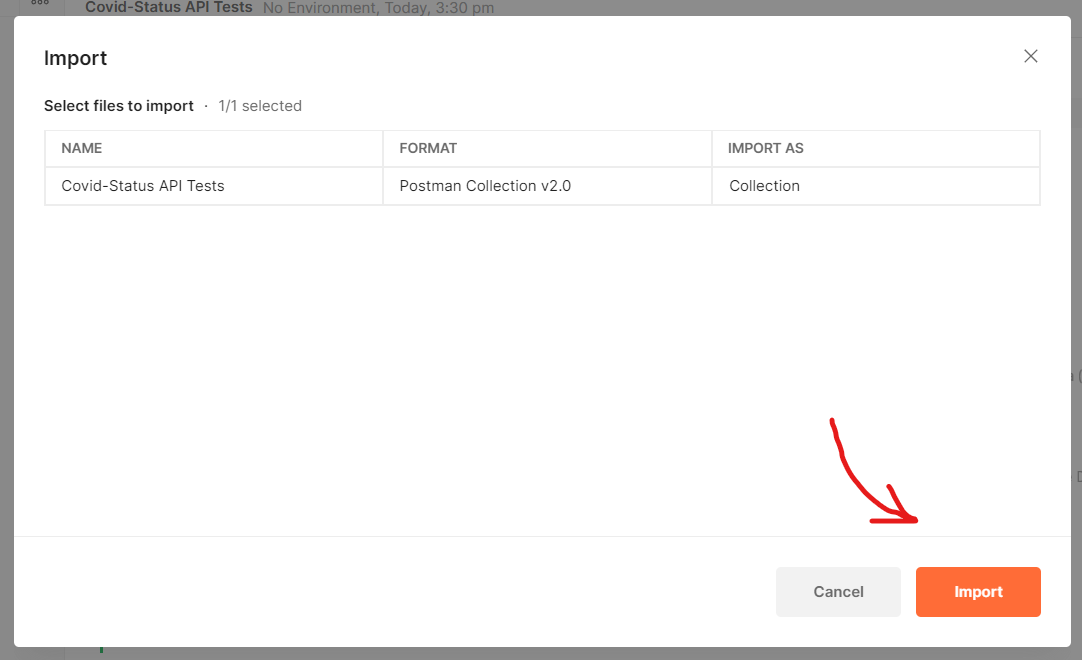 Covid-Status API Tests No Environment, Today, 3:30 pm
Import
Select files to import · 1/1 selected
NAME FORMAT IMPORT AS
Covid-Status API Tests Postman Collection v2.0 Collection
Cancel Import